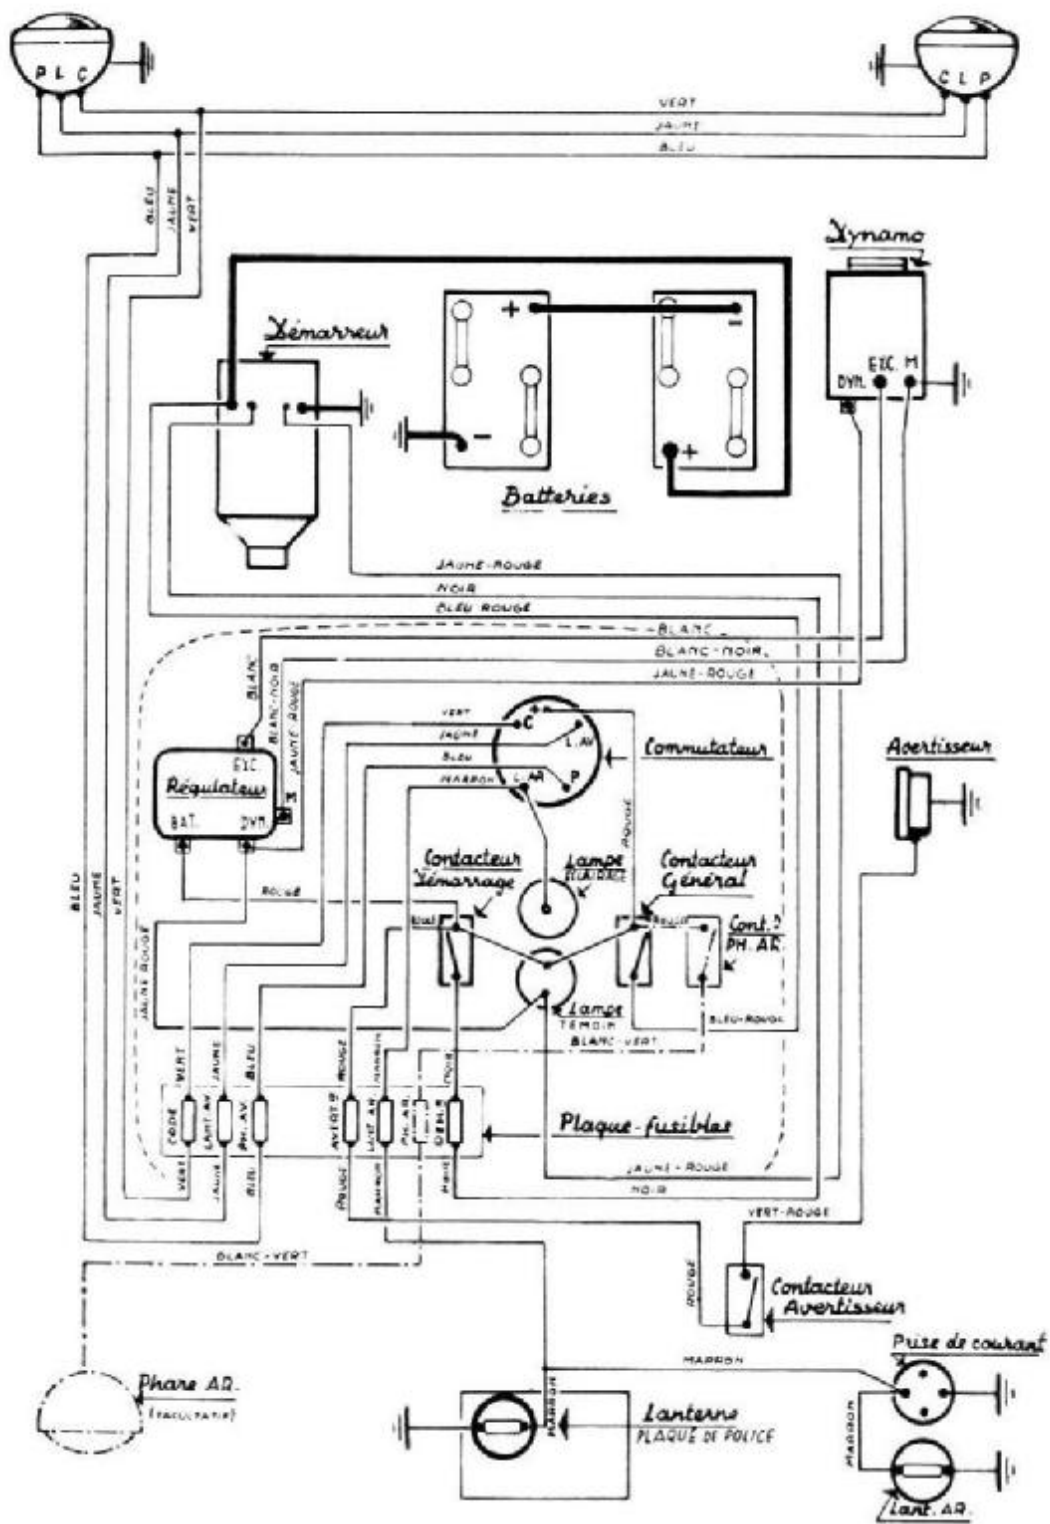 P L C
C L P
VERT
JAUNE
BLEU
BLEU
JAUNE
VERT
Dynamo
Démarreur
+
-
DYN. EXC. M
-
+
Batteries
JAUNE-ROUGE
NOIR
BLEU ROUGE
BLANC
BLANC-NOIR.
JAUNE-ROUGE
BLANC
BLANC-NOIR
JAUNE ROUGE
VERT
C
JAUNE
L.AV
BLEU
MARRON
L.AR
P
Commutateur
Avertisseur
EXC.
Régulateur
BAT. DYN.
ROUGE
Contacteur
Démarrage
Lampe
ECLAIRAGE
Contacteur
Général
BLEU
JAUNE
VERT
ROUGE
ROUGE
Cont.r
PH. AR.
JAUNE ROUGE
Lampe
TEMOIN
BLEU-ROUGE
BLANC-VERT.
VERT
JAUNE
BLEU
ROUGE
MARRON
NOIR
CODE
LANT. AV.
PH. AV.
AVERTR
LANT. AR.
PH. AR.
DEM.R
Plaque-fusibles
VERT
JAUNE
BLEU
ROUGE
MARRON
NOIR
JAUNE-ROUGE
NOIR
VERT-ROUGE
BLANC-VERT
ROUGE
Contacteur
Avertisseur
Prise de courant
MARRON
Phare AR.
(FACULTATIF)
MARRON
Lanterne
PLAQUE DE POLICE
MARRON
Lant. AR.